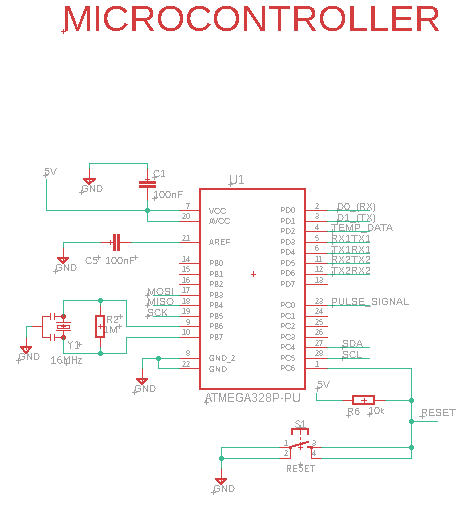 MICROCONTROLLER
5V
GND
C1
100nF
U1
7 VCC
20 AVCC
21 AREF
14 PB0
15 PB1
16 PB2
MOSI 17 PB3
MISO 18 PB4
SCK 19 PB5
9 PB6
10 PB7
8 GND_2
22 GND
PD0 2 D0_(RX)
PD1 3 D1_(TX)
PD2 4 TEMP_DATA
PD3 5 RX1TX1
PD4 6 TX1RX1
PD5 11 RX2TX2
PD6 12 TX2RX2
PD7 13
PC0 23 PULSE_SIGNAL
PC1 24
PC2 25
PC3 26
PC4 27 SDA
PC5 28 SCL
PC6 1
ATMEGA328P-PU
C5 100nF
GND
R2
1M
Y1
16MHz
GND
GND
5V
R6 10k
RESET
S1
1 3
2 4
RESET
GND